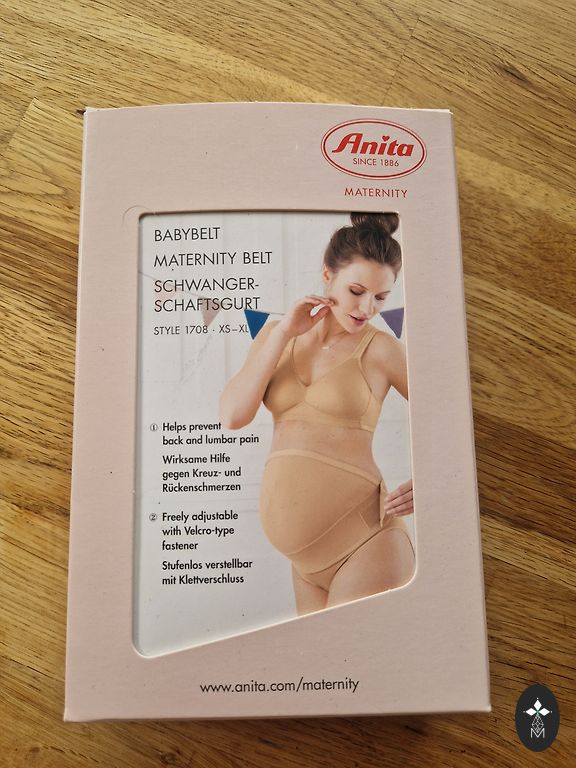 Anita
SINCE 1886
MATERNITY
BABYBELT
MATERNITY BELT
SCHWANGER-
SCHAFTSGURT
STYLE 1708 · XS–XL
① Helps prevent
back and lumbar pain
Wirksame Hilfe
gegen Kreuz- und
Rückenschmerzen
② Freely adjustable
with Velcro-type
fastener
Stufenlos verstellbar
mit Klettverschluss
www.anita.com/maternity
M